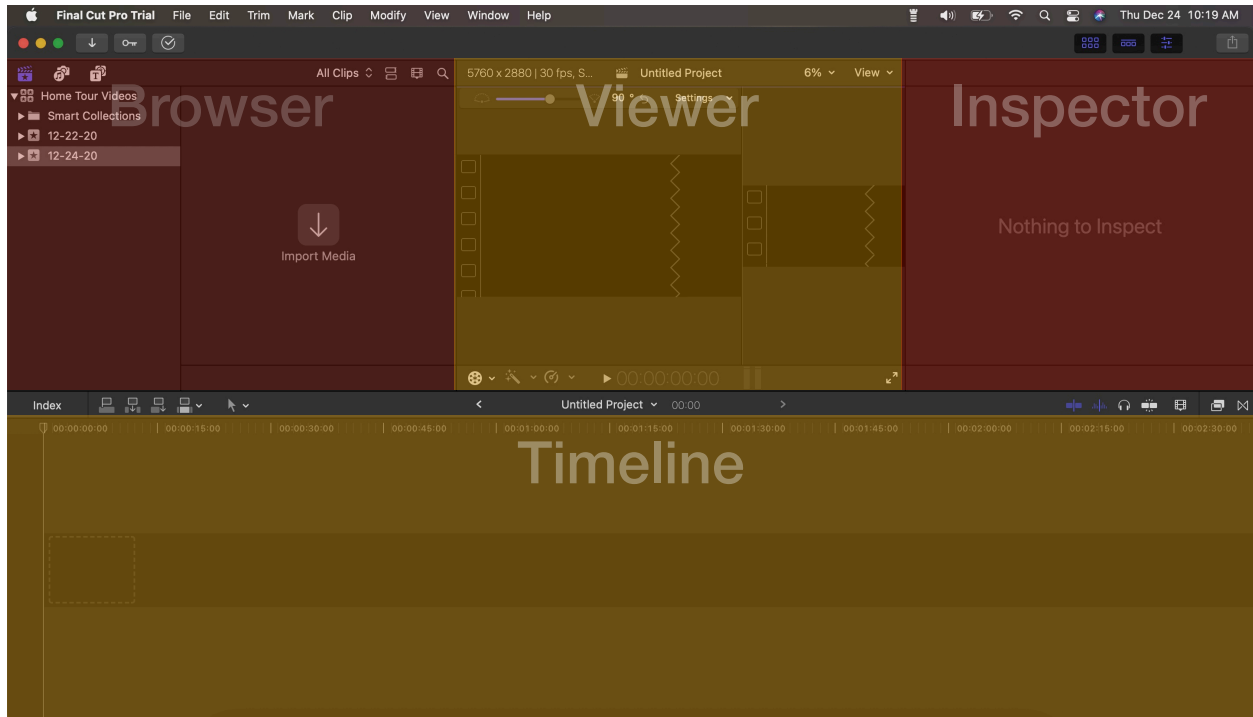 Final Cut Pro Trial File Edit Trim Mark Clip Modify View Window Help Thu Dec 24 10:19 AM
All Clips 5760 x 2880 | 30 fps, S... Untitled Project 6% View
Home Tour Videos 90 ° Settings
Browser Viewer Inspector
Smart Collections
12-22-20
12-24-20
Nothing to Inspect
Import Media
00:00:00:00
Index Untitled Project 00:00
00:00:00:00 00:00:15:00 00:00:30:00 00:00:45:00 00:01:00:00 00:01:15:00 00:01:30:00 00:01:45:00 00:02:00:00 00:02:15:00 00:02:30:00
Timeline